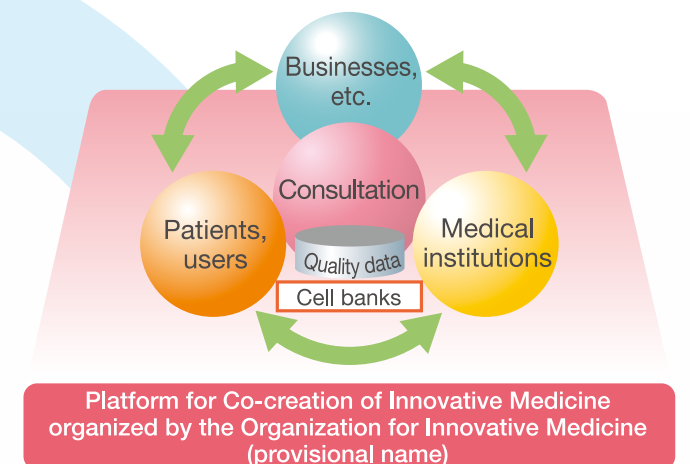 Businesses,
etc.
Consultation
Patients,
users
Medical
institutions
Quality data
Cell banks
Platform for Co-creation of Innovative Medicine
organized by the Organization for Innovative Medicine
(provisional name)